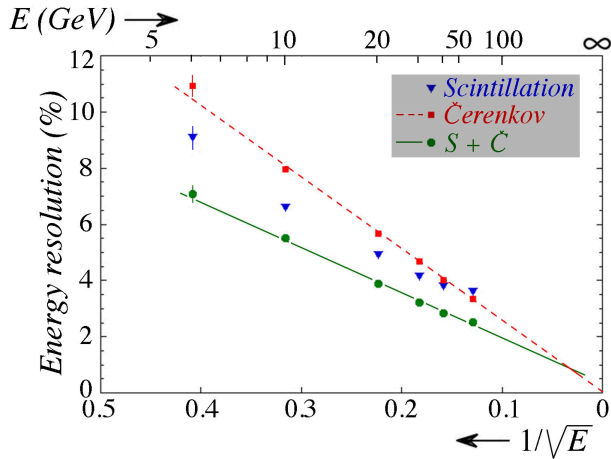 E (GeV) →
5 10 20 30 50 100 ∞
Energy resolution (%)
12
10
8
6
4
2
0
Scintillation
Čerenkov
S + Č
0.5 0.4 0.3 0.2 0.1 0
← 1/√E